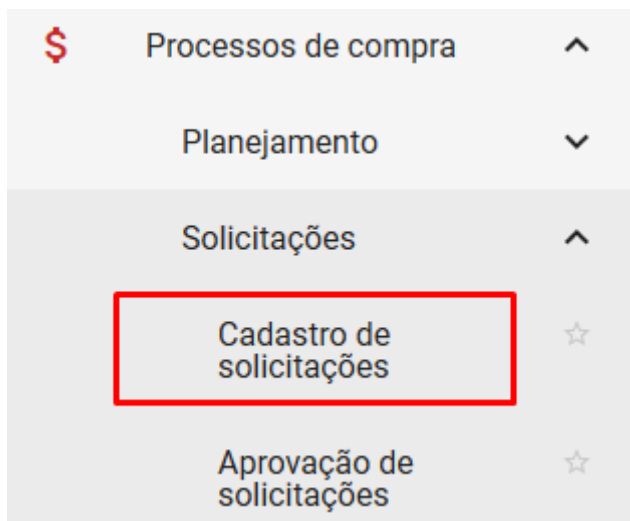 $ Processos de compra
Planejamento
Solicitações
Cadastro de
solicitações
Aprovação de
solicitações